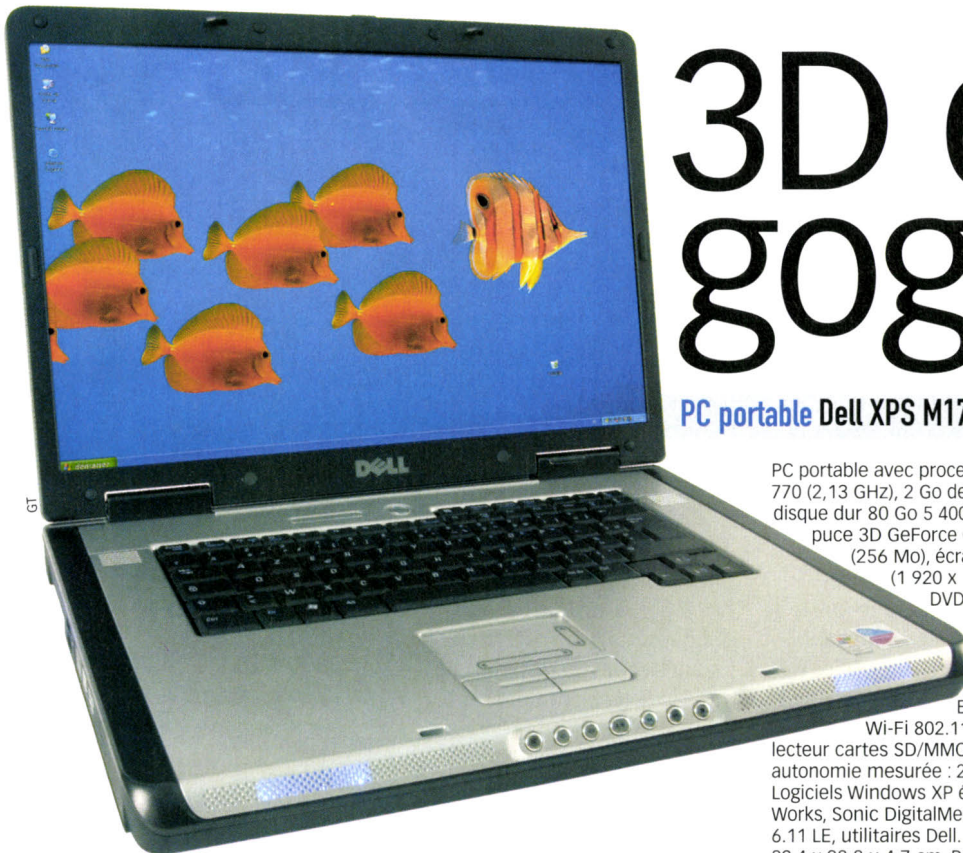 3D
gog
PC portable Dell XPS M17
PC portable avec proce
770 (2,13 GHz), 2 Go de
disque dur 80 Go 5 400
puce 3D GeForce
(256 Mo), écra
(1 920 x
DVD
E
Wi-Fi 802.11
lecteur cartes SD/MMC
autonomie mesurée : 2
Logiciels Windows XP é
Works, Sonic DigitalMe
6.11 LE, utilitaires Dell.
GT
DELL